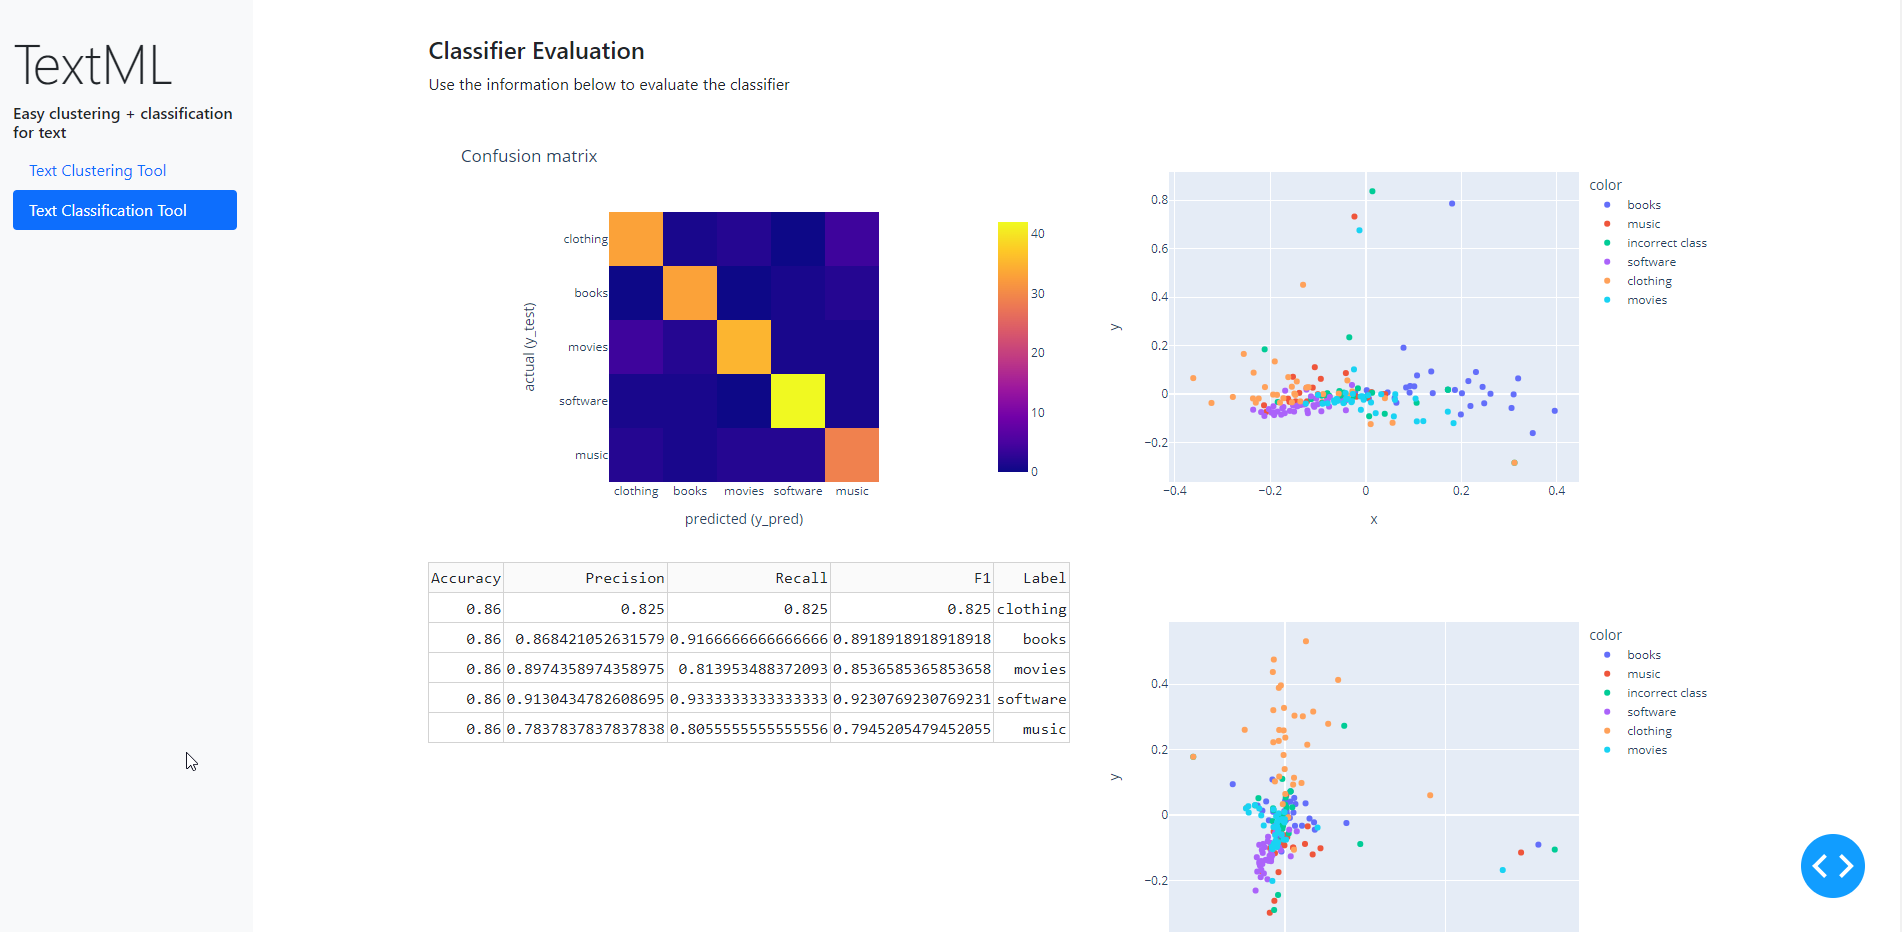 TextML
Easy clustering + classification
for text
Text Clustering Tool
Text Classification Tool
Classifier Evaluation
Use the information below to evaluate the classifier
Confusion matrix
actual (y_test)
clothing
books
movies
software
music
clothing books movies software music
predicted (y_pred)
40
30
20
10
0
Accuracy Precision Recall F1 Label
0.86 0.825 0.825 0.825 clothing
0.86 0.868421052631579 0.9166666666666666 0.8918918918918918 books
0.86 0.8974358974358975 0.813953488372093 0.8536585365853658 movies
0.86 0.9130434782608695 0.9333333333333333 0.9230769230769231 software
0.86 0.7837837837837838 0.8055555555555556 0.7945205479452055 music
y
0.8
0.6
0.4
0.2
0
−0.2
−0.4 −0.2 0 0.2 0.4
x
color
books
music
incorrect class
software
clothing
movies
y
0.4
0.2
0
−0.2
color
books
music
incorrect class
software
clothing
movies